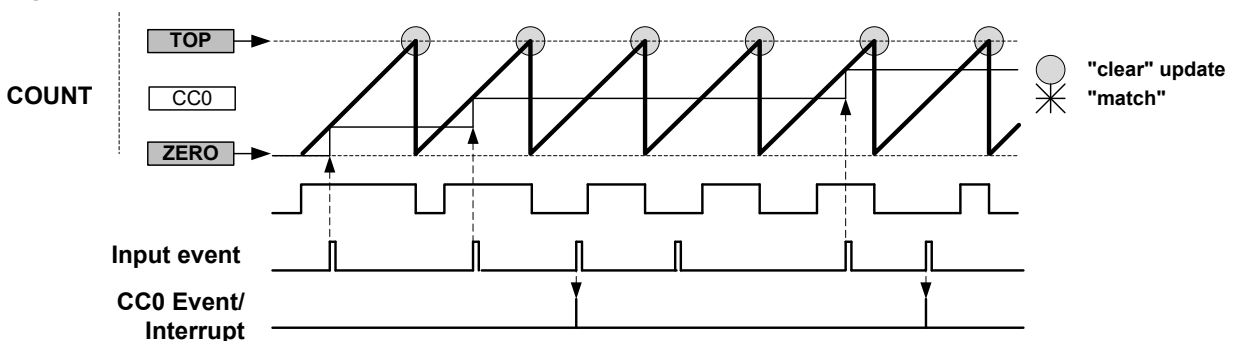 TOP
COUNT
CC0
ZERO
"clear" update
"match"
Input event
CC0 Event/
Interrupt